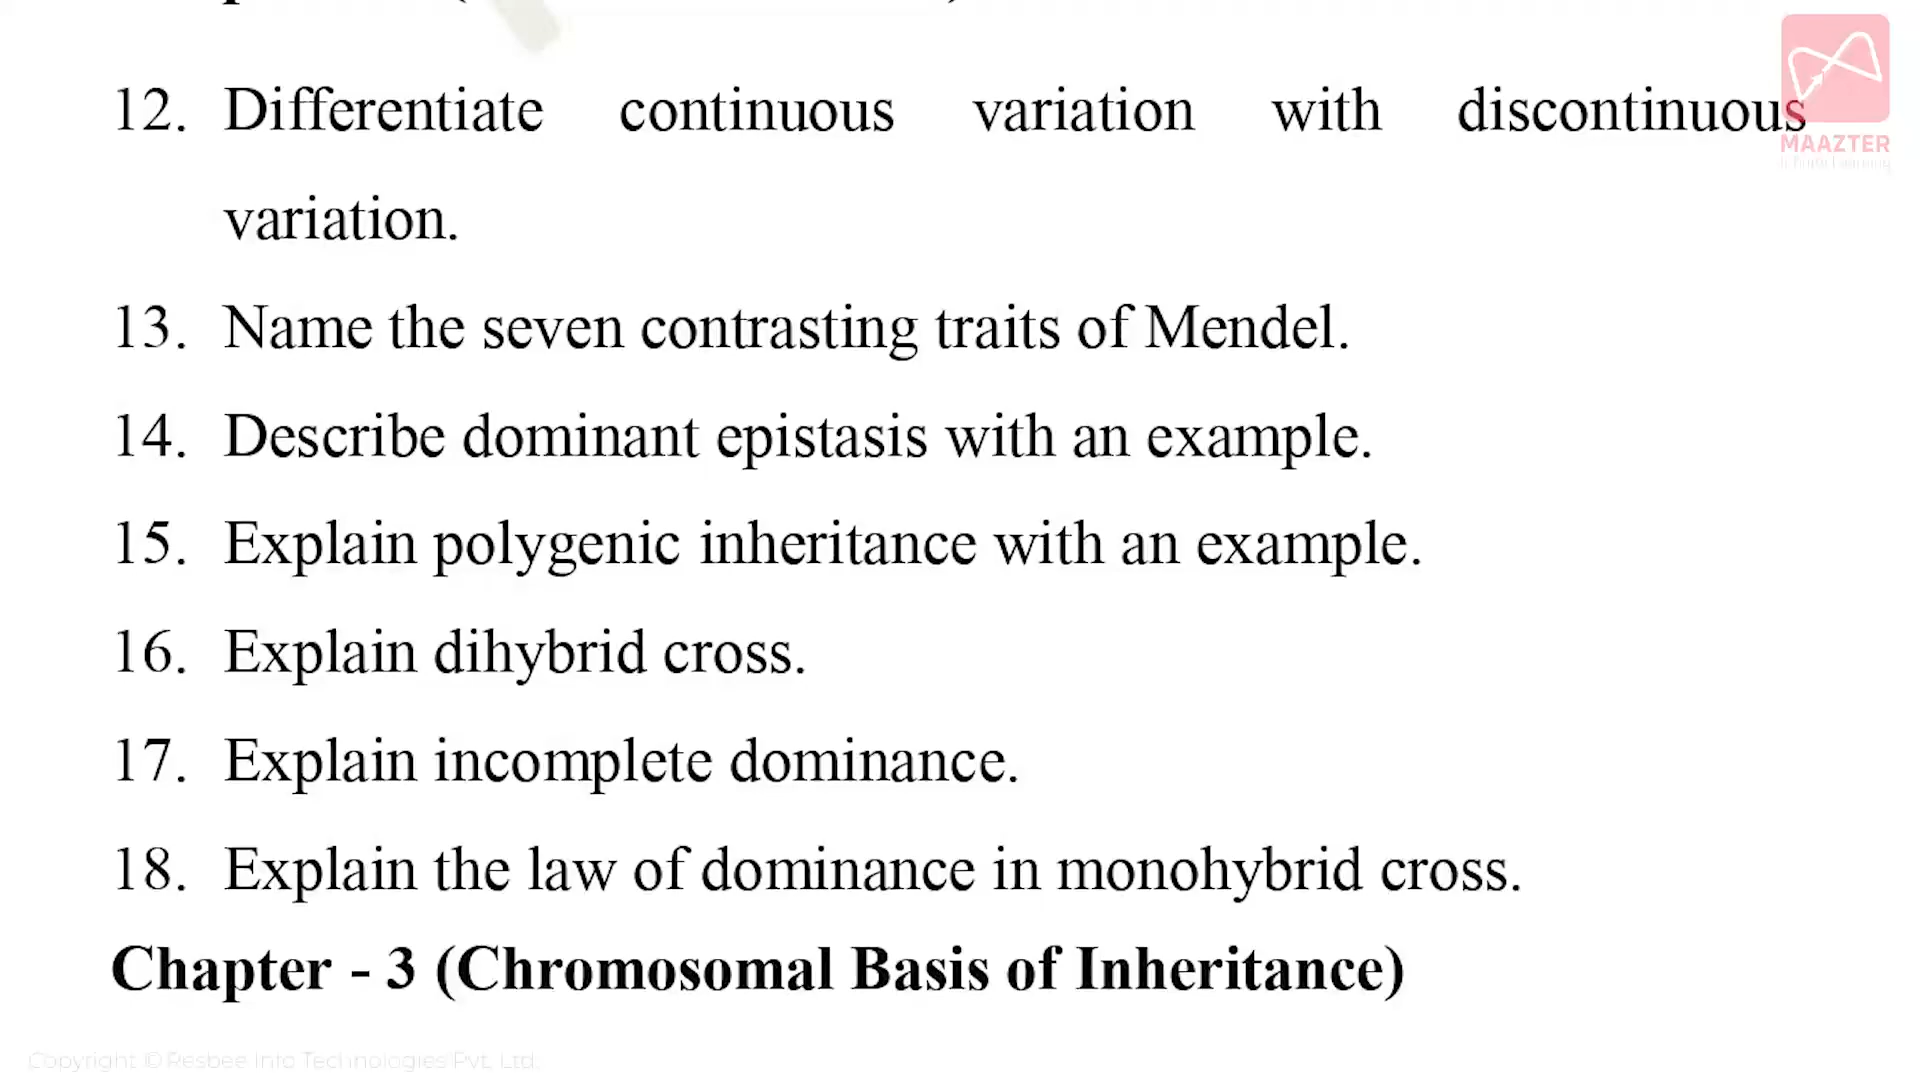 12. Differentiate continuous variation with discontinuous
variation.
13. Name the seven contrasting traits of Mendel.
14. Describe dominant epistasis with an example.
15. Explain polygenic inheritance with an example.
16. Explain dihybrid cross.
17. Explain incomplete dominance.
18. Explain the law of dominance in monohybrid cross.
Chapter - 3 (Chromosomal Basis of Inheritance)
MAAZTER
Copyright © Resbee Info Technologies Pvt. Ltd.